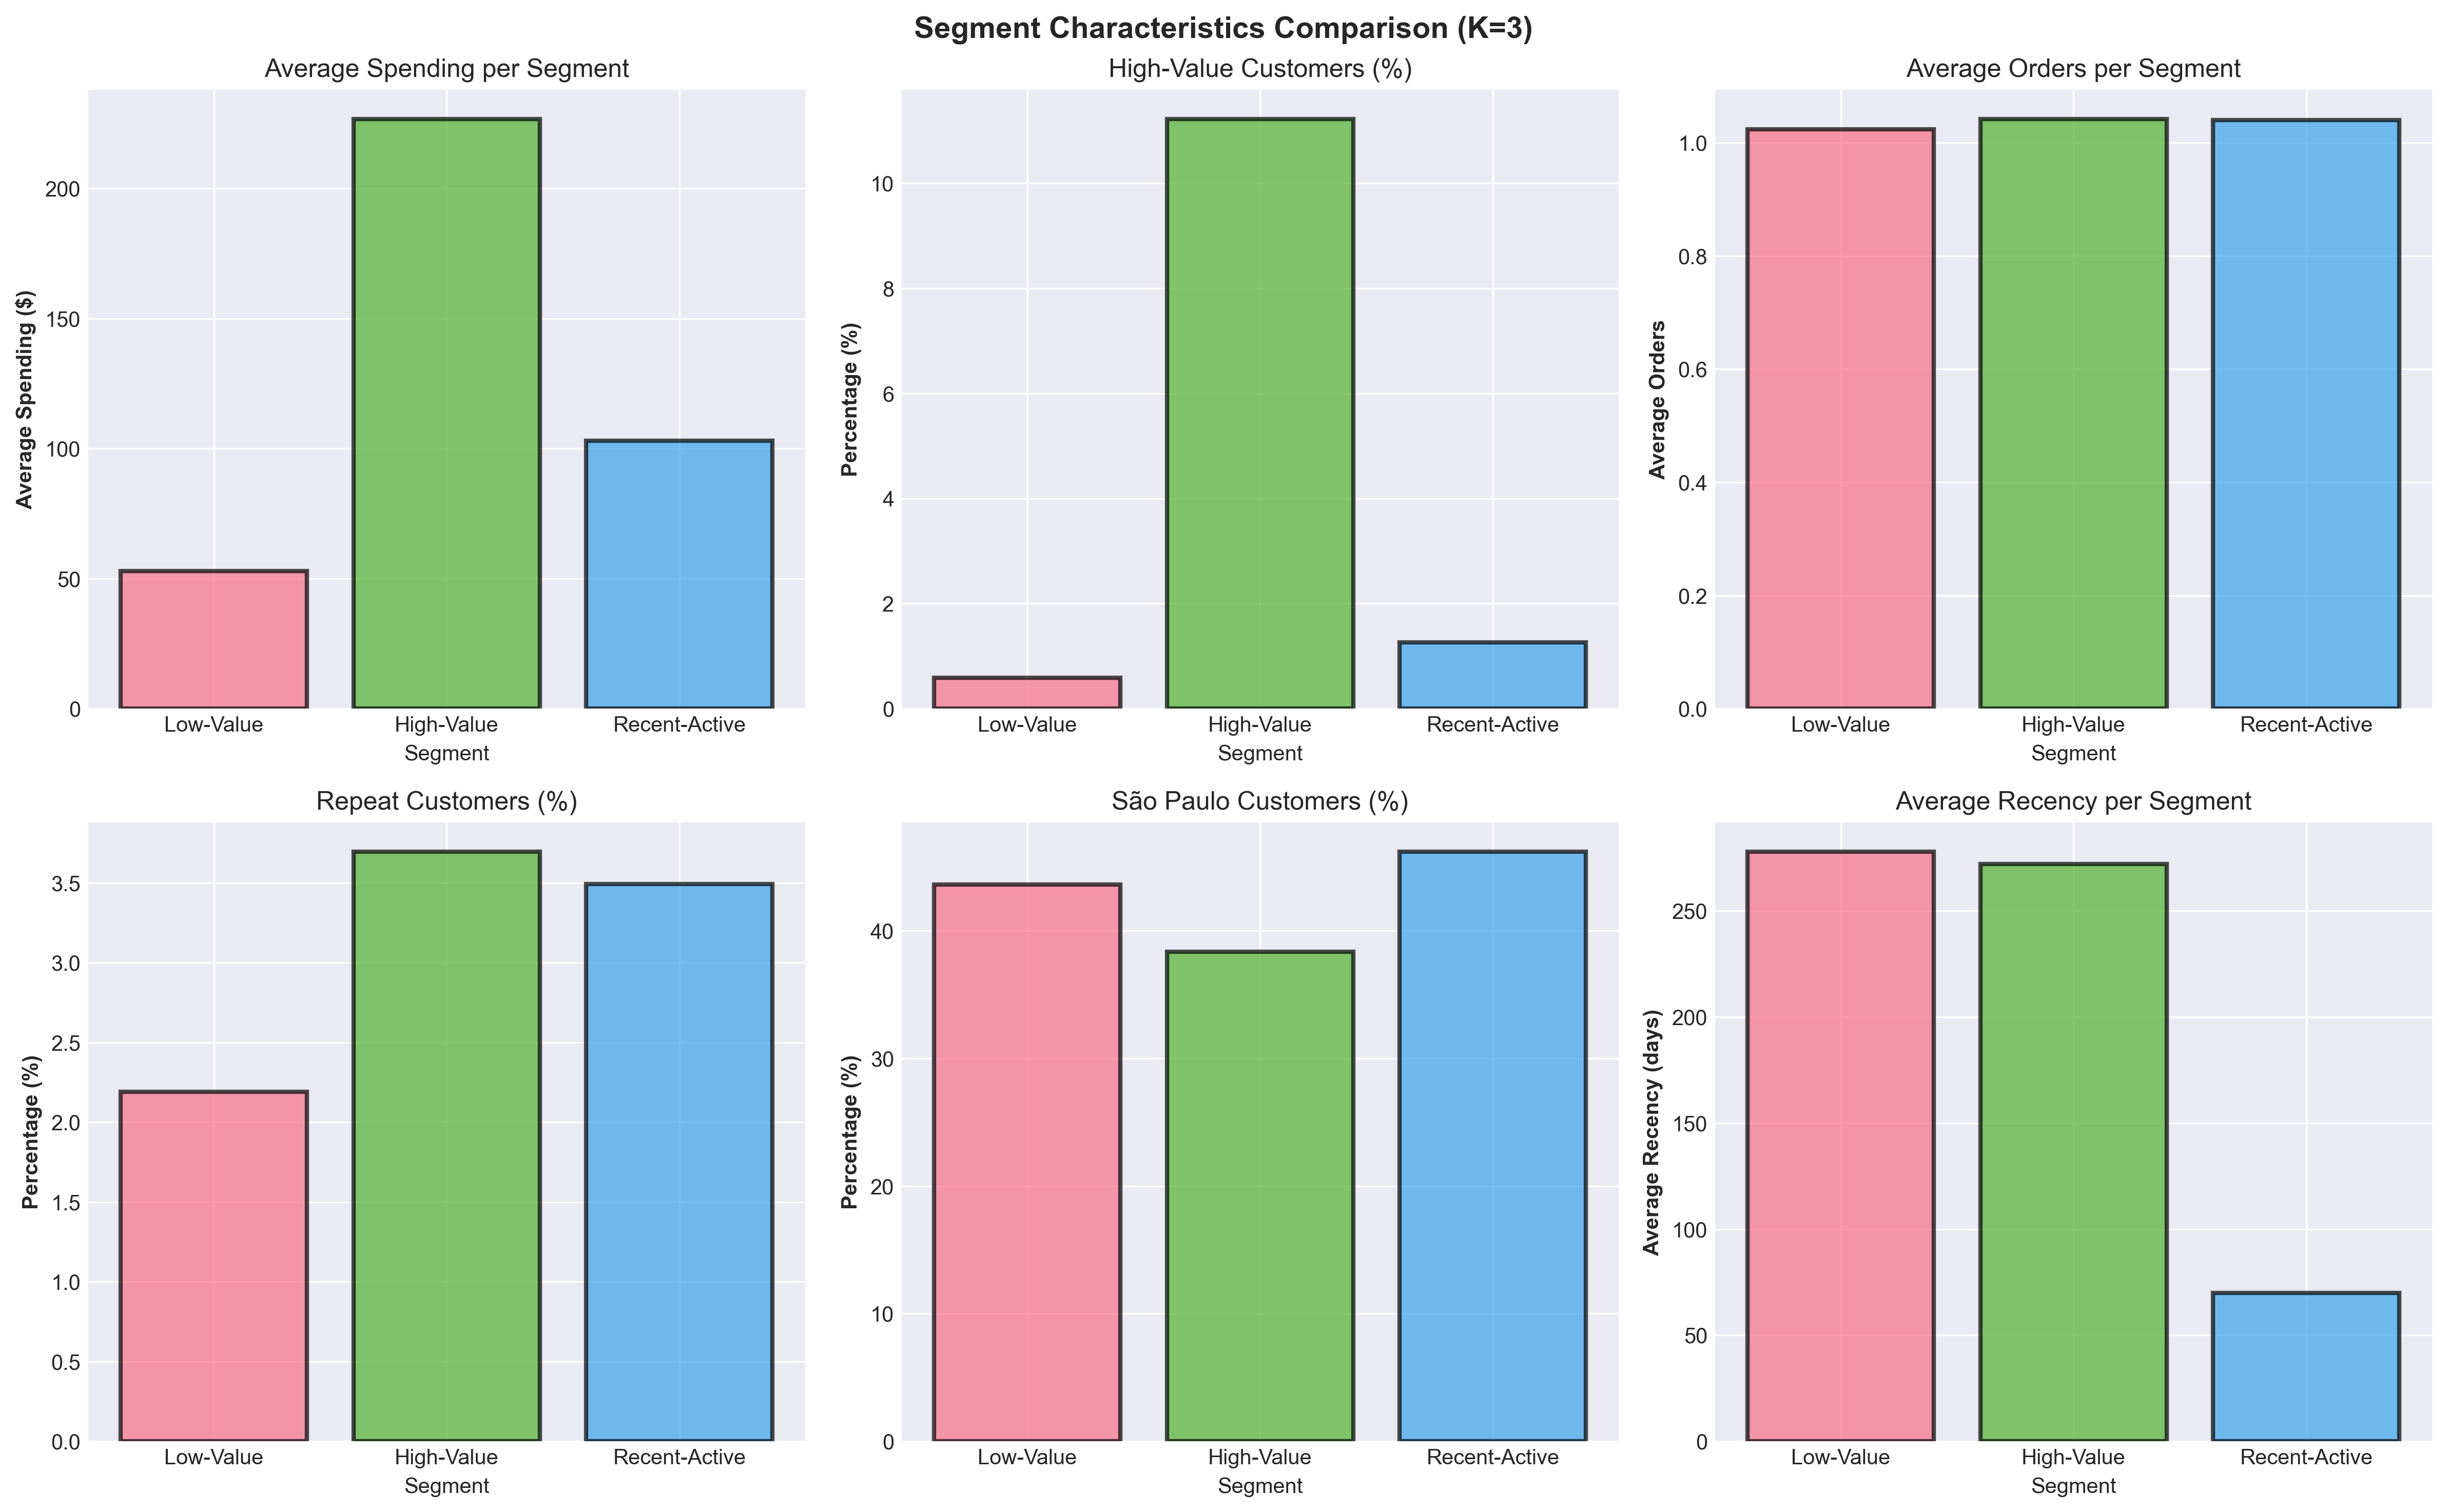 Segment Characteristics Comparison (K=3)
Average Spending per Segment
Average Spending ($)
200
150
100
50
0
Low-Value High-Value Recent-Active
Segment
High-Value Customers (%)
Percentage (%)
10
8
6
4
2
0
Low-Value High-Value Recent-Active
Segment
Average Orders per Segment
Average Orders
1.0
0.8
0.6
0.4
0.2
0.0
Low-Value High-Value Recent-Active
Segment
Repeat Customers (%)
Percentage (%)
3.5
3.0
2.5
2.0
1.5
1.0
0.5
0.0
Low-Value High-Value Recent-Active
Segment
São Paulo Customers (%)
Percentage (%)
40
30
20
10
0
Low-Value High-Value Recent-Active
Segment
Average Recency per Segment
Average Recency (days)
250
200
150
100
50
0
Low-Value High-Value Recent-Active
Segment